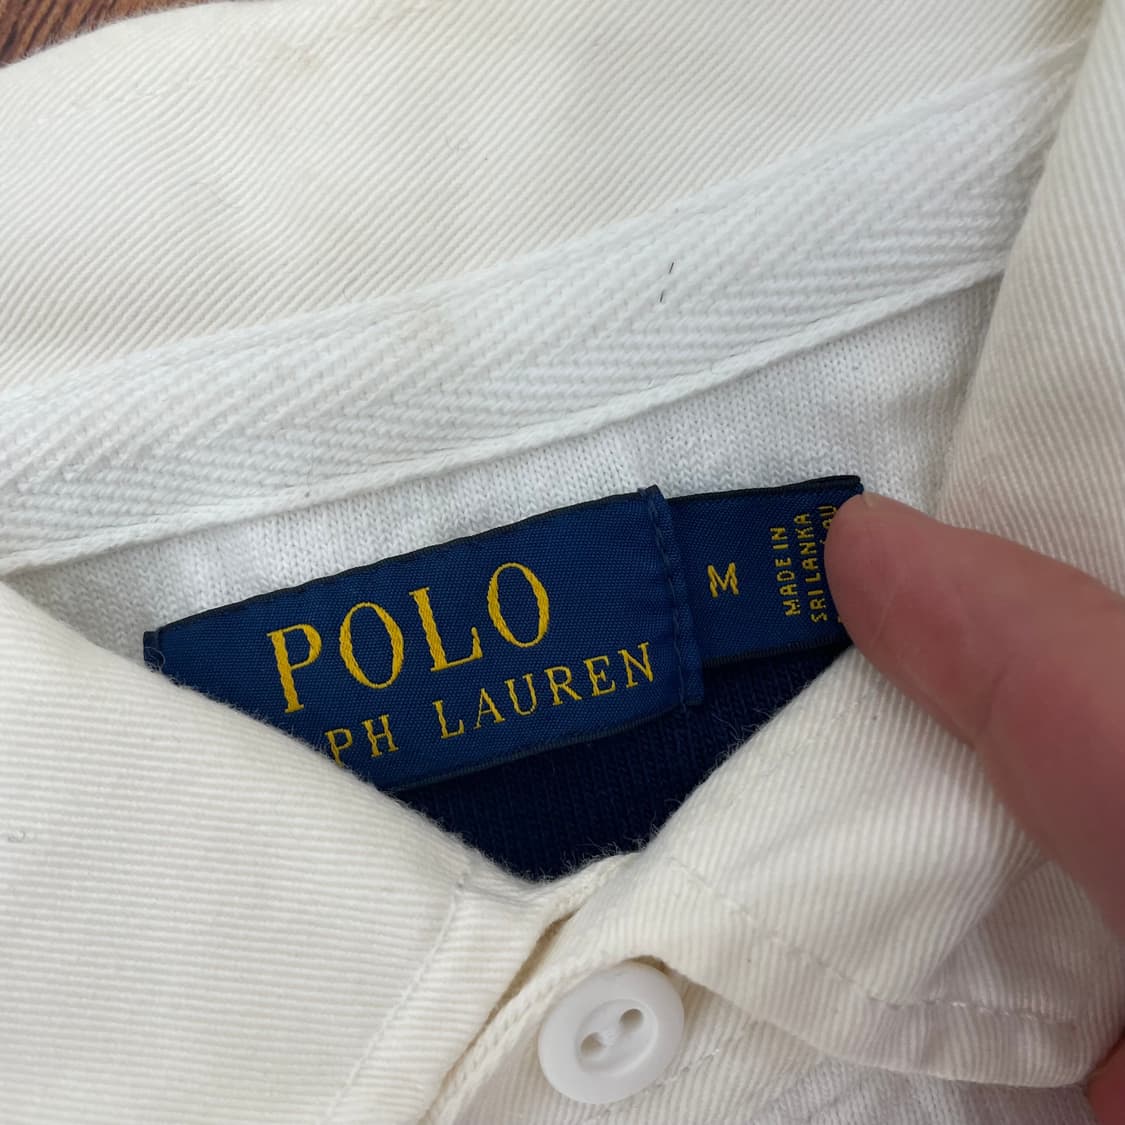 POLO
PH LAUREN
M
MADE IN
SRI LANKA